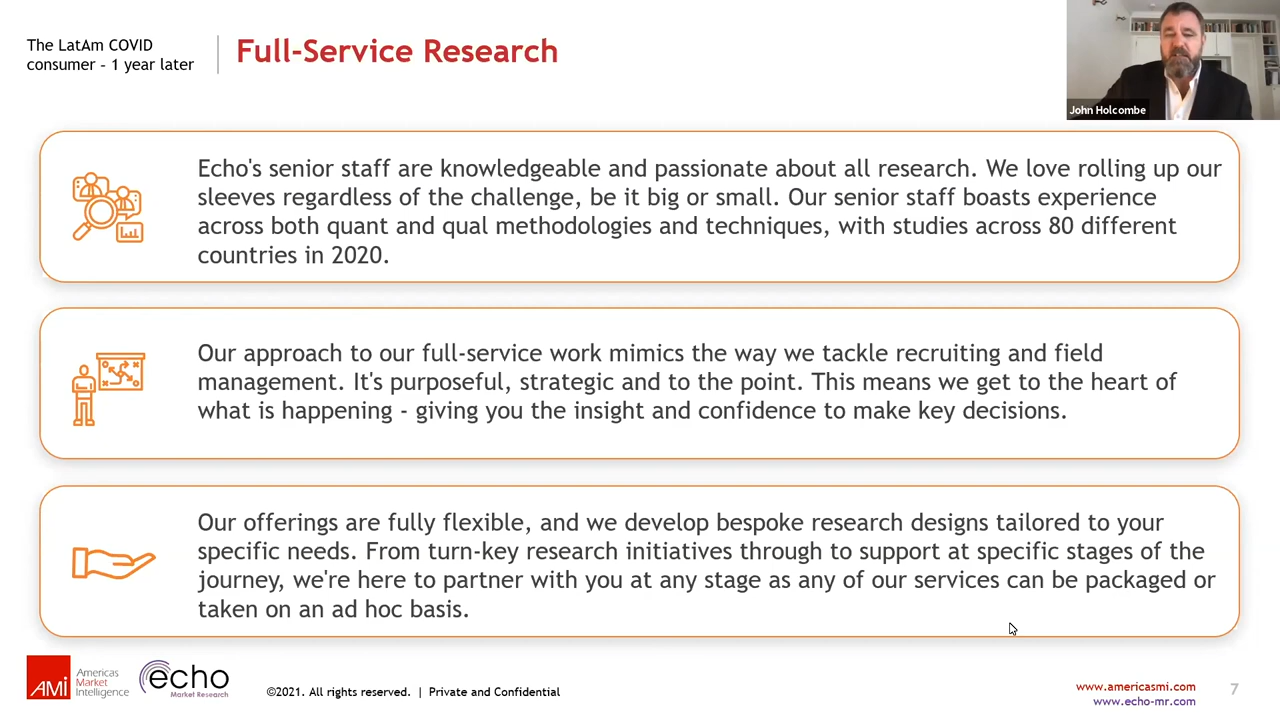 The LatAm COVID
consumer – 1 year later
Full-Service Research
John Holcombe
Echo's senior staff are knowledgeable and passionate about all research. We love rolling up our
sleeves regardless of the challenge, be it big or small. Our senior staff boasts experience
across both quant and qual methodologies and techniques, with studies across 80 different
countries in 2020.
Our approach to our full-service work mimics the way we tackle recruiting and field
management. It's purposeful, strategic and to the point. This means we get to the heart of
what is happening - giving you the insight and confidence to make key decisions.
Our offerings are fully flexible, and we develop bespoke research designs tailored to your
specific needs. From turn-key research initiatives through to support at specific stages of the
journey, we're here to partner with you at any stage as any of our services can be packaged or
taken on an ad hoc basis.
AMI
Americas
Market
Intelligence
echo
Market Research
©2021. All rights reserved. | Private and Confidential
www.americasmi.com
www.echo-mr.com
7